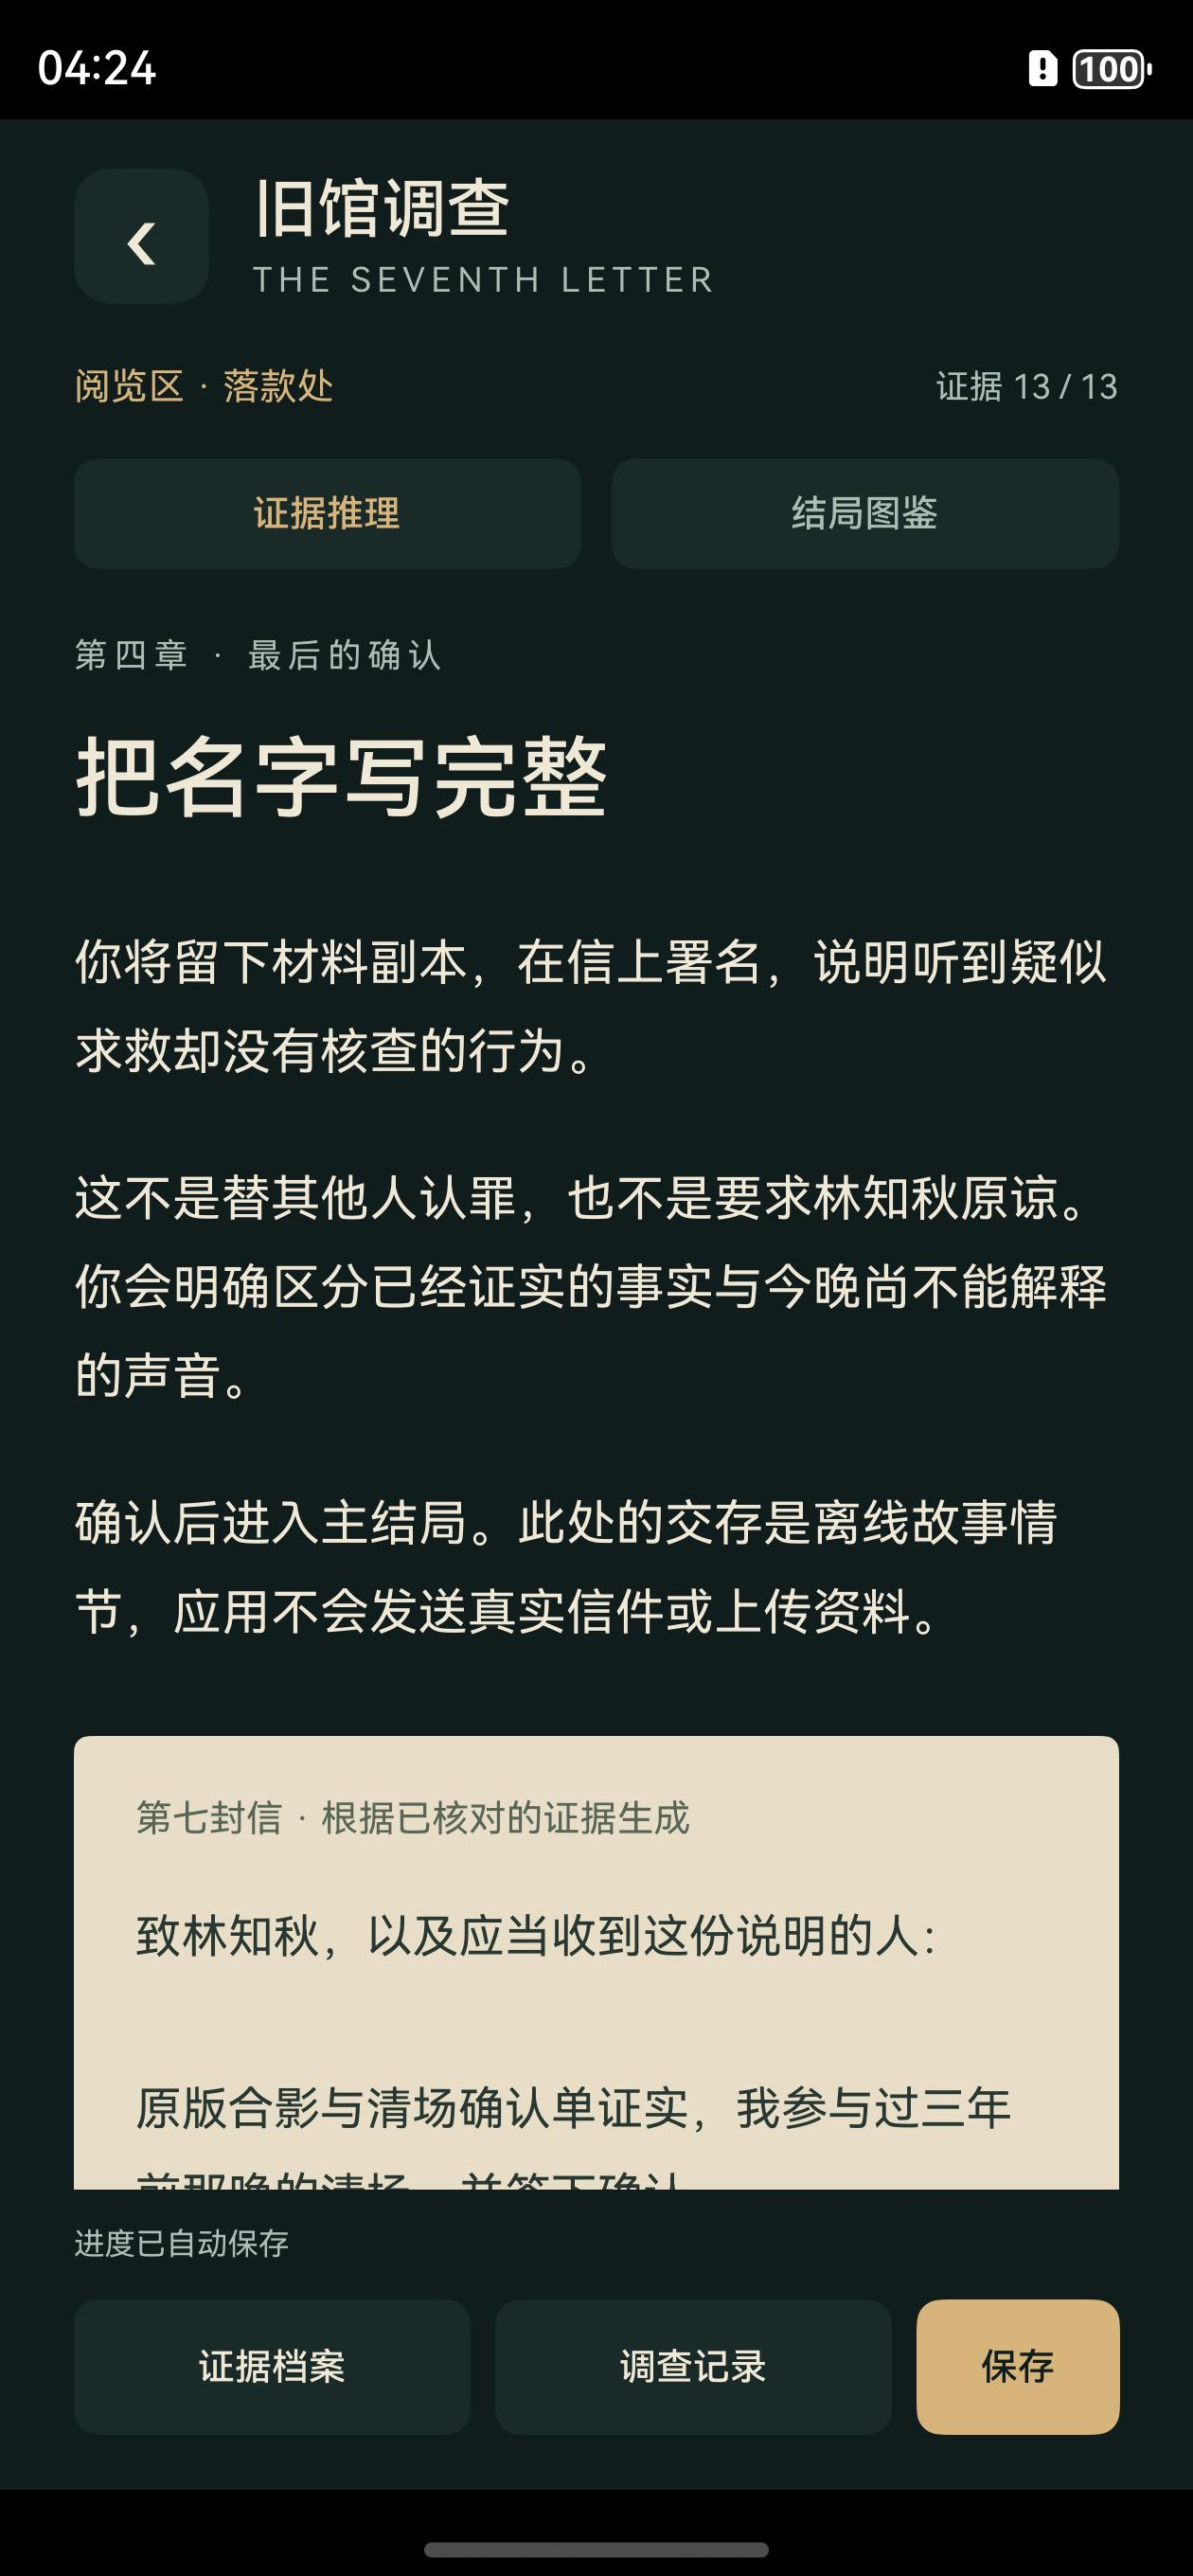 04:24
100
旧馆调查
THE SEVENTH LETTER
阅览区 · 落款处
证据 13 / 13
证据推理
结局图鉴
第四章 · 最后的确认
把名字写完整
你将留下材料副本，在信上署名，说明听到疑似
求救却没有核查的行为。
这不是替其他人认罪，也不是要求林知秋原谅。
你会明确区分已经证实的事实与今晚尚不能解释
的声音。
确认后进入主结局。此处的交存是离线故事情
节，应用不会发送真实信件或上传资料。
第七封信 · 根据已核对的证据生成
致林知秋，以及应当收到这份说明的人：
原版合影与清场确认单证实，我参与过三年
前那晚的清场，并签下确认
进度已自动保存
证据档案
调查记录
保存